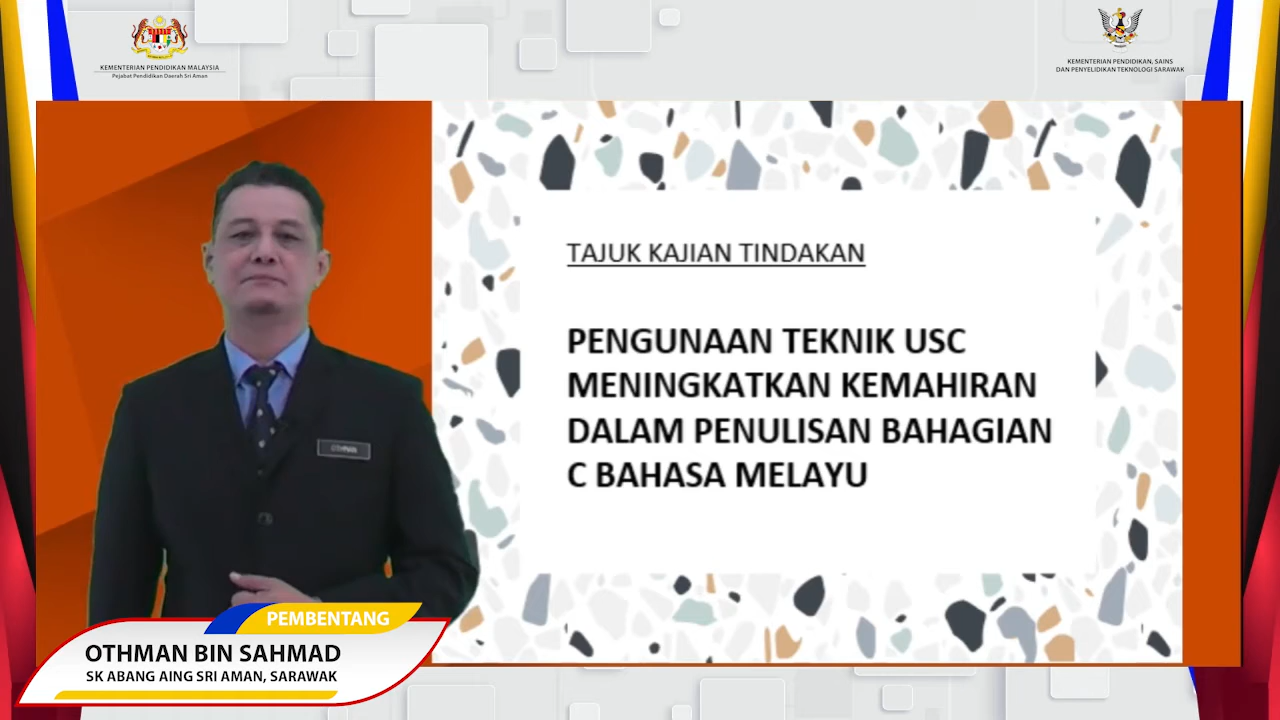 KEMENTERIAN PENDIDIKAN MALAYSIA
Pejabat Pendidikan Daerah Sri Aman
KEMENTERIAN PENDIDIKAN, SAINS
DAN PENYELIDIKAN TEKNOLOGI SARAWAK
TAJUK KAJIAN TINDAKAN
PENGUNAAN TEKNIK USC
MENINGKATKAN KEMAHIRAN
DALAM PENULISAN BAHAGIAN
C BAHASA MELAYU
OTHMAN
PEMBENTANG
OTHMAN BIN SAHMAD
SK ABANG AING SRI AMAN, SARAWAK